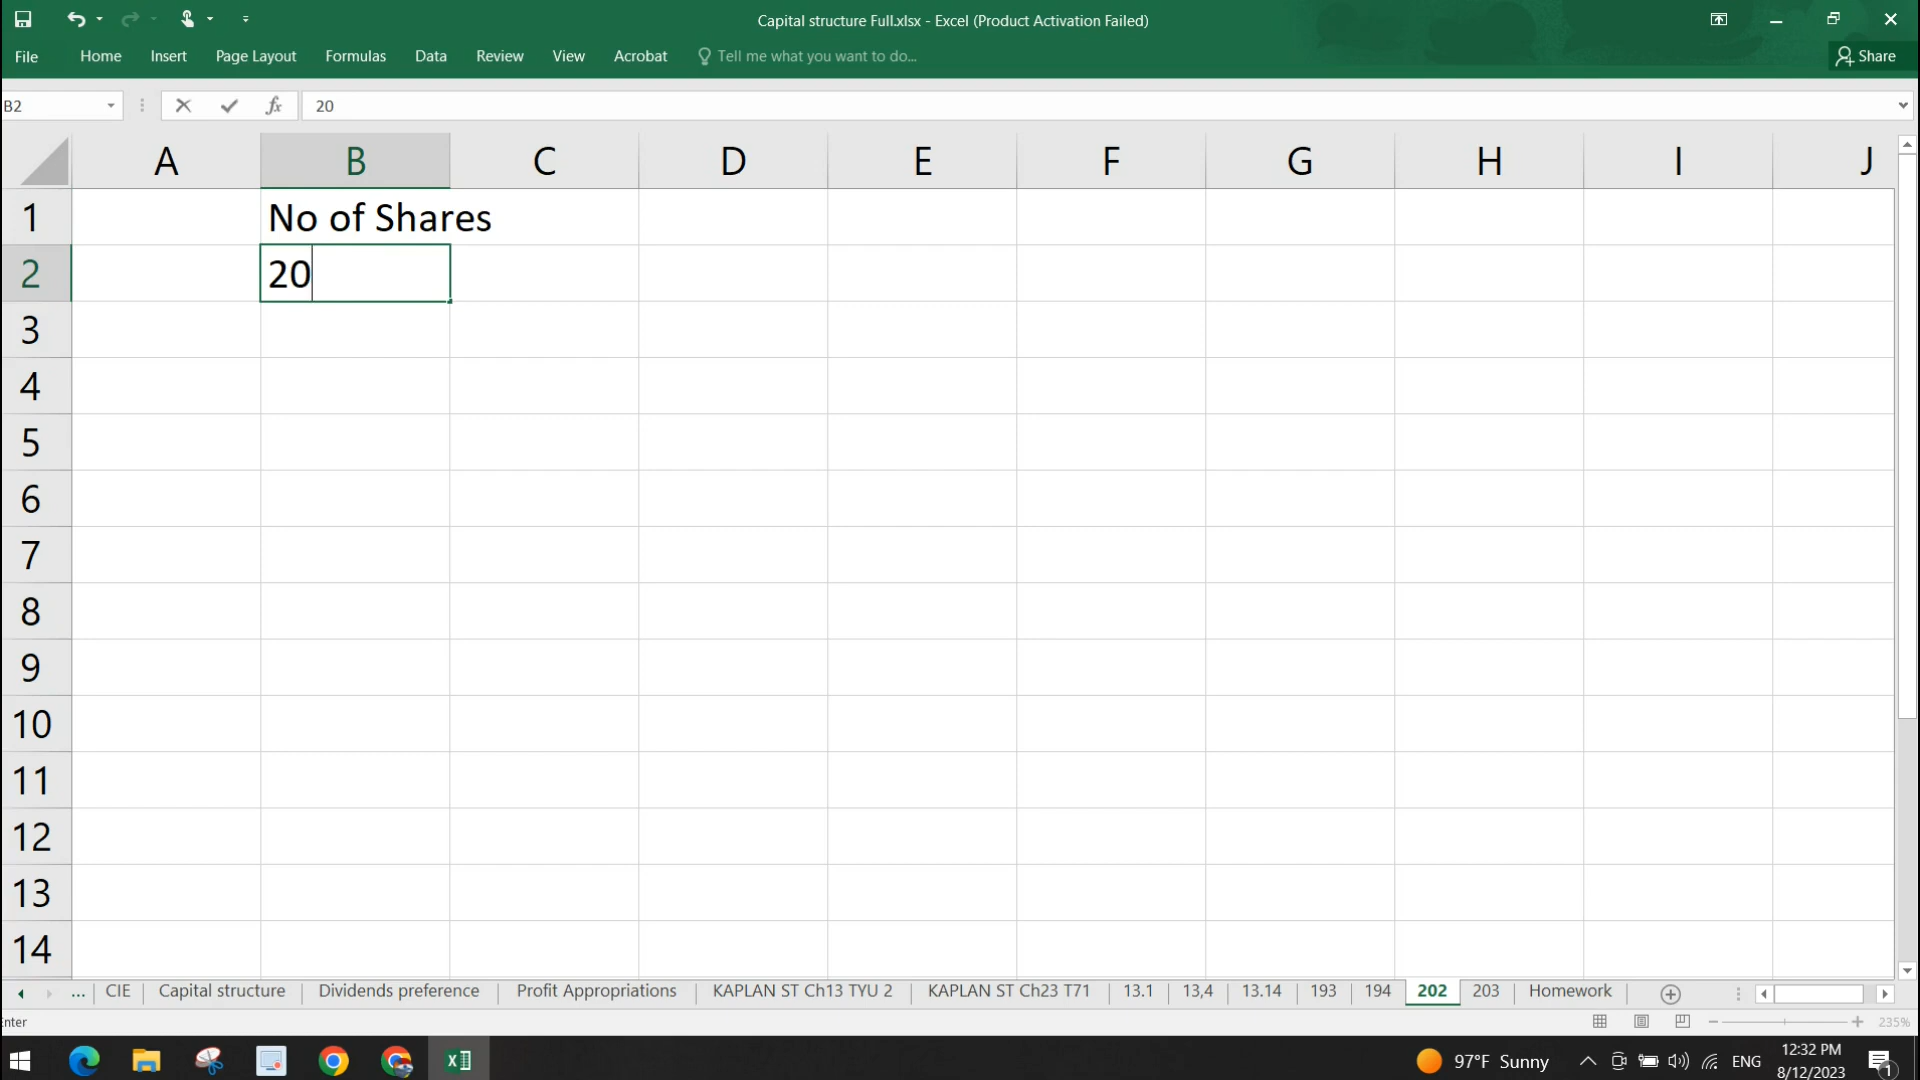 Capital structure Full.xlsx - Excel (Product Activation Failed)
File Home Insert Page Layout Formulas Data Review View Acrobat Tell me what you want to do... Share
B2 fx 20
A B C D E F G H I J
1 No of Shares
2 20
3
4
5
6
7
8
9
10
11
12
13
14
... CIE Capital structure Dividends preference Profit Appropriations KAPLAN ST Ch13 TYU 2 KAPLAN ST Ch23 T71 13.1 13,4 13.14 193 194 202 203 Homework
Enter 235%
97°F Sunny ENG 12:32 PM
8/12/2023 1